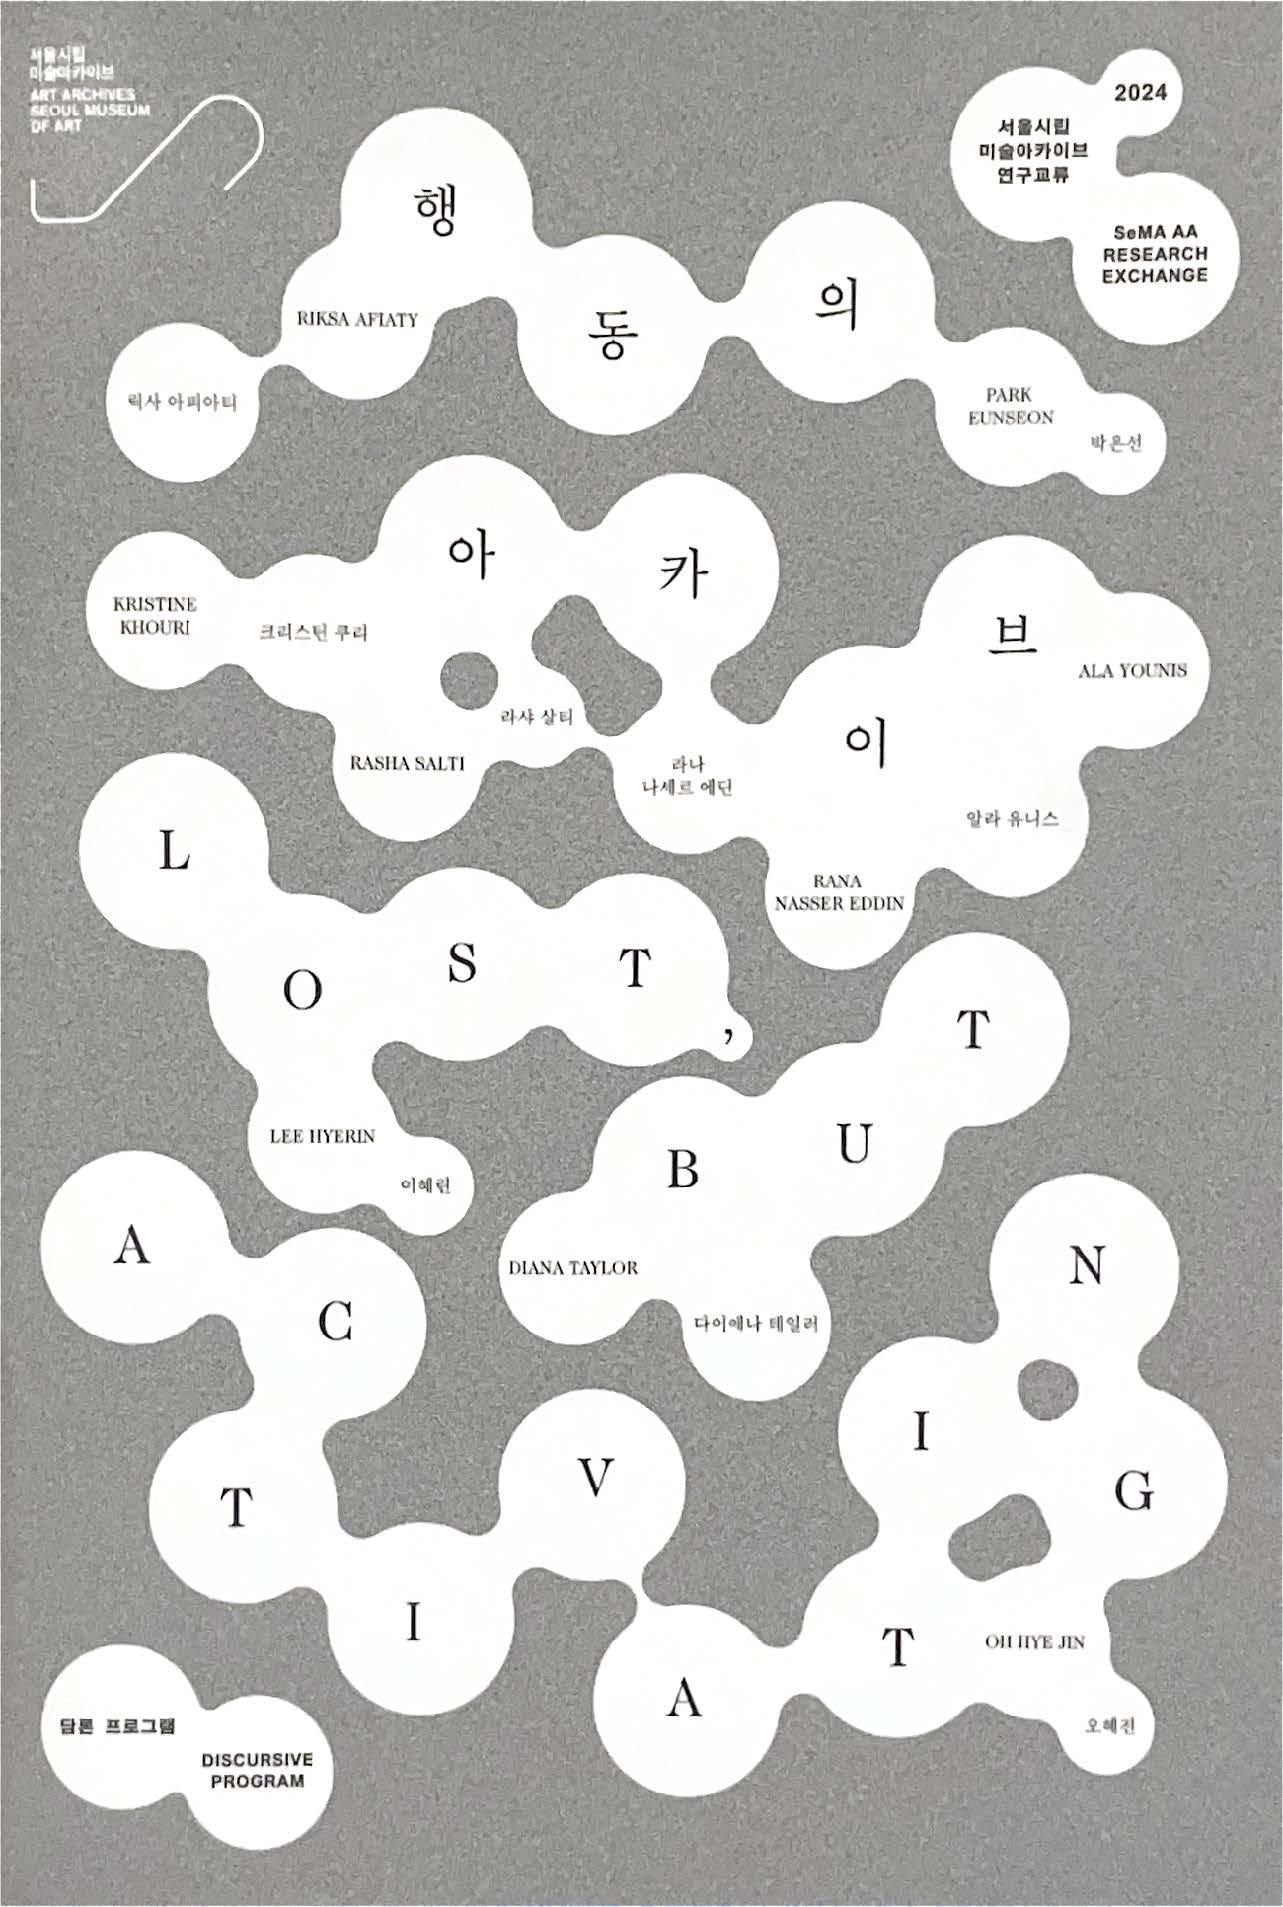 서울시립
미술아카이브
ART ARCHIVES
SEOUL MUSEUM
OF ART
2024
서울시립
미술아카이브
연구교류
SeMA AA
RESEARCH
EXCHANGE
행동의
RIKSA AFIATY
릭사 아피아티
PARK
EUNSEON
박은선
아카이브
KRISTINE
KHOURI
크리스틴 쿠리
ALA YOUNIS
라샤 살티
RASHA SALTI
라나
나세르 에딘
알라 유니스
RANA
NASSER EDDIN
LOST,
BUT
LEE HYERIN
이혜린
DIANA TAYLOR
다이애나 테일러
ACTIVATING
OH HYE JIN
오혜진
담론 프로그램
DISCURSIVE
PROGRAM